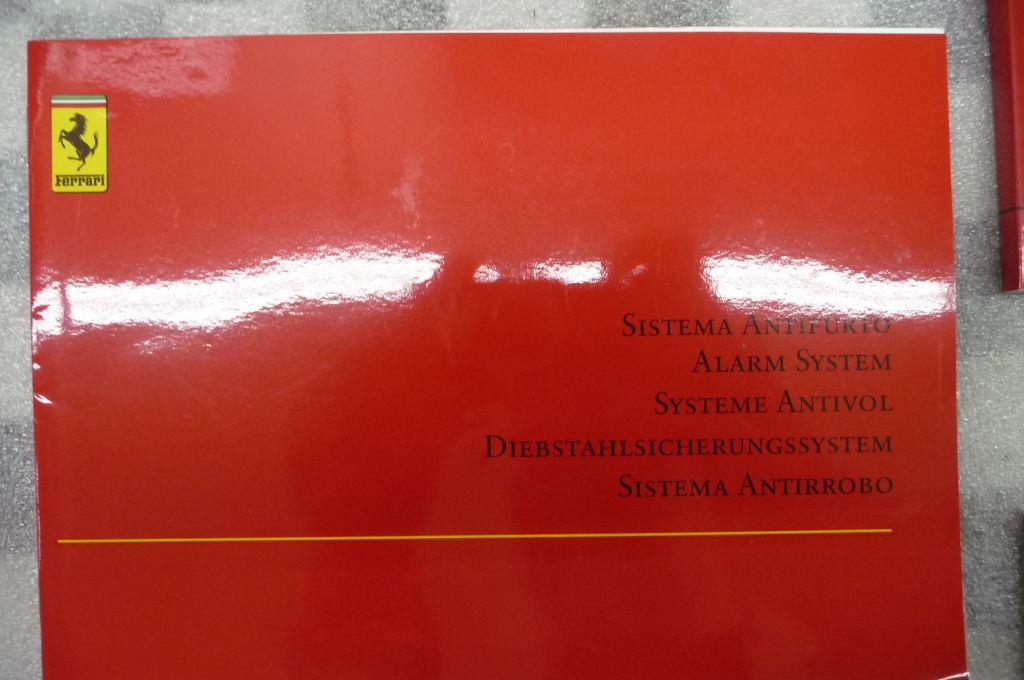 Ferrari
Sistema Antifurto
Alarm System
Systeme Antivol
Diebstahlsicherungssystem
Sistema Antirrobo